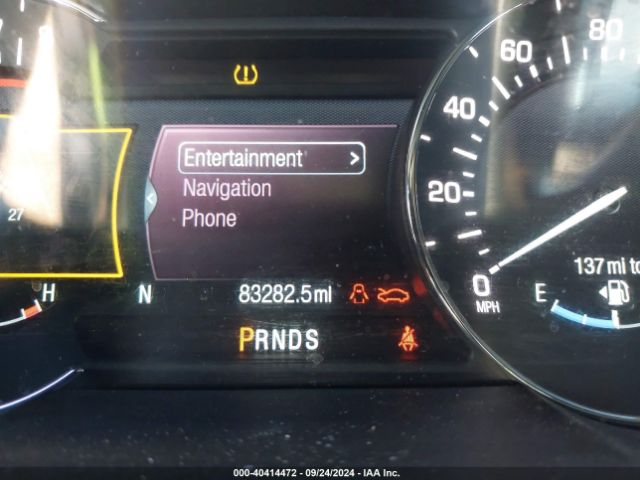 60
80
40
20
0
MPH
Entertainment >
Navigation
Phone
27
H
N
83282.5mi
137 mi to
E
PRNDS
000-40414472 - 09/24/2024 - IAA Inc.